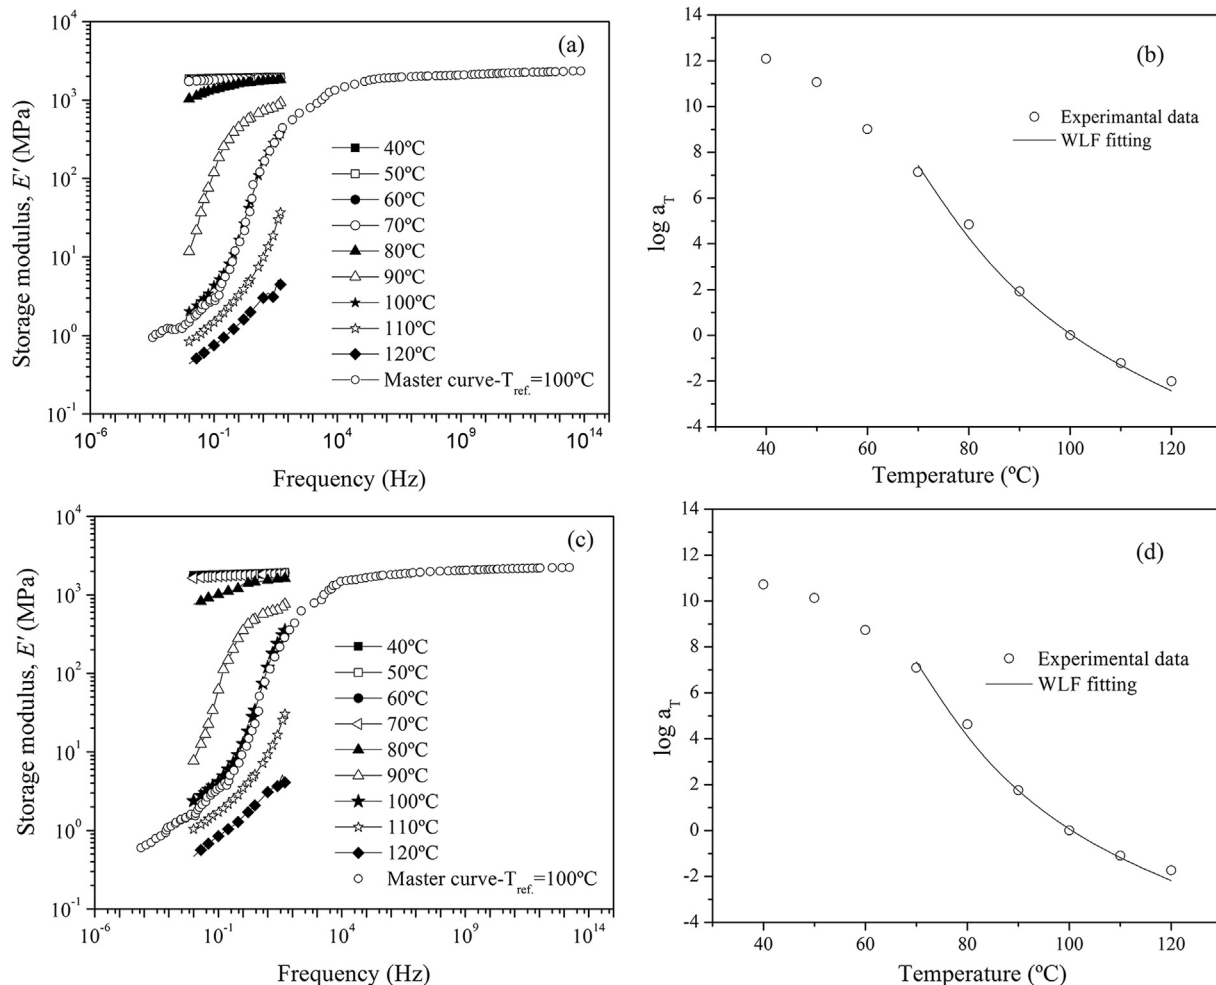 (a)
10^4
10^3
10^2
10^1
10^0
10^-1
Storage modulus, E' (MPa)
40ºC
50ºC
60ºC
70ºC
80ºC
90ºC
100ºC
110ºC
120ºC
Master curve-T_ref.=100ºC
10^-6
10^-1
10^4
10^9
10^14
Frequency (Hz)
(b)
14
12
10
8
6
4
2
0
-2
-4
log a_T
Experimantal data
WLF fitting
40
60
80
100
120
Temperature (ºC)
(c)
10^4
10^3
10^2
10^1
10^0
10^-1
Storage modulus, E' (MPa)
40ºC
50ºC
60ºC
70ºC
80ºC
90ºC
100ºC
110ºC
120ºC
Master curve-T_ref.=100ºC
10^-6
10^-1
10^4
10^9
10^14
Frequency (Hz)
(d)
14
12
10
8
6
4
2
0
-2
-4
log a_T
Experimental data
WLF fitting
40
60
80
100
120
Temperature (ºC)